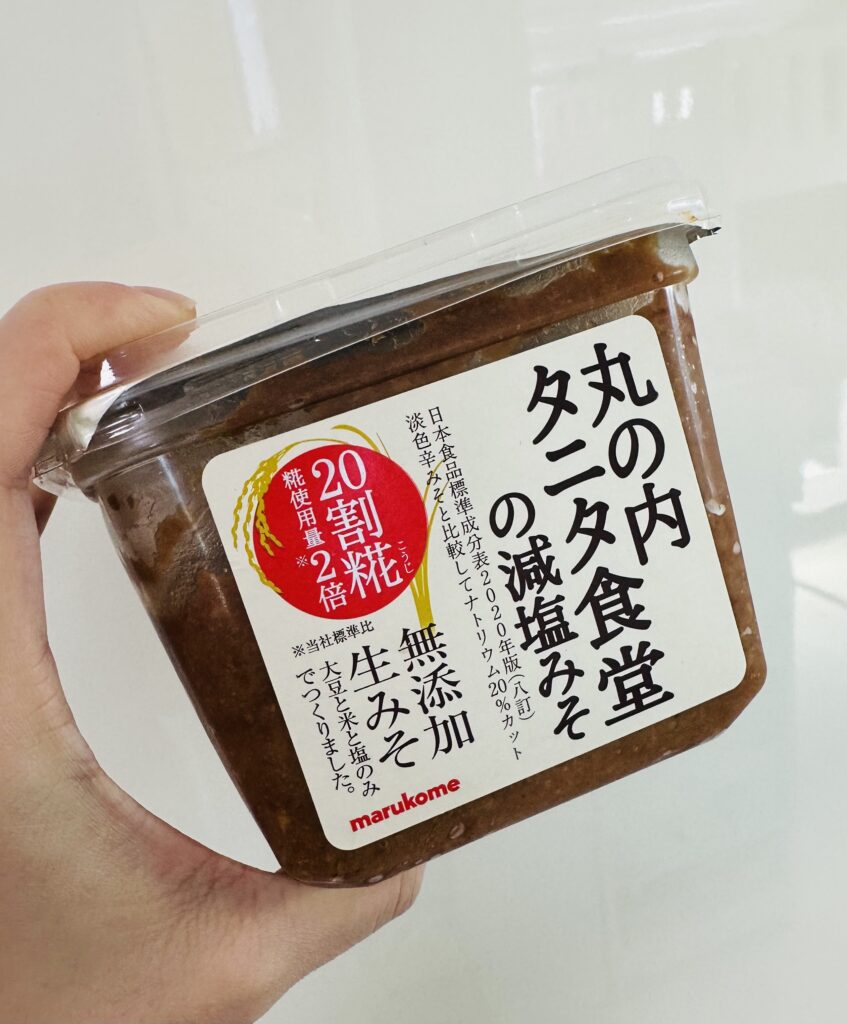 丸の内
タニタ食堂
の減塩みそ
日本食品標準成分表2020年版(八訂)
淡色辛みそと比較してナトリウム20%カット
20割糀
こうじ
糀使用量※2倍
※当社標準比
無添加
生みそ
大豆と米と塩のみ
でつくりました。
marukome